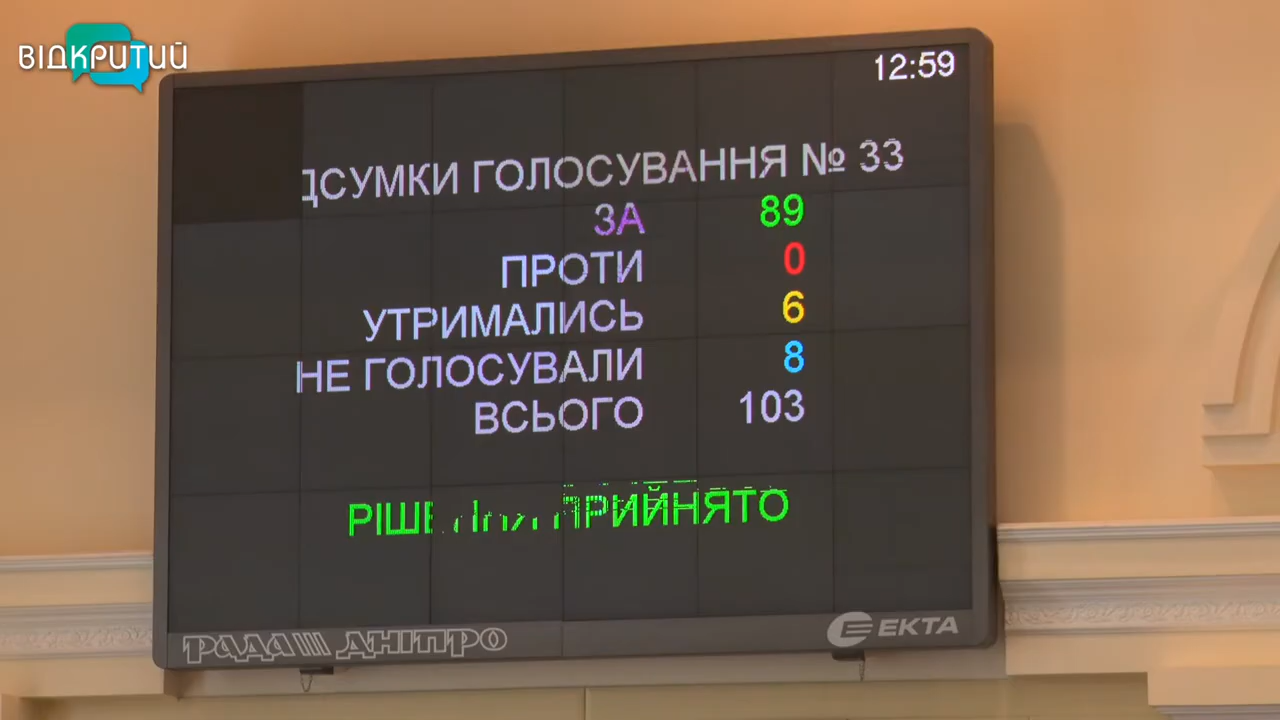 ВІДКРИТИЙ
12:59
ДСУМКИ ГОЛОСУВАННЯ № 33
ЗА 89
ПРОТИ 0
УТРИМАЛИСЬ 6
НЕ ГОЛОСУВАЛИ 8
ВСЬОГО 103
ПРИЙНЯТО
РАДА ДНІПРО
ЕКТА